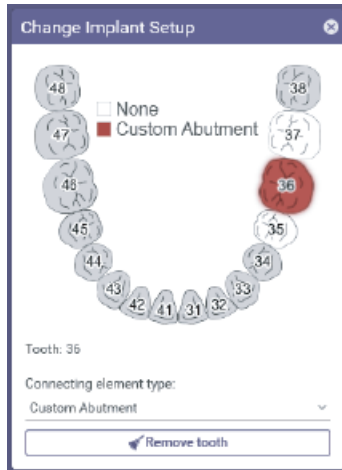 Change Implant Setup
48 38
None
47 37
Custom Abutment
46 36
45 35
44 34
43 33
42 41 31 32
Tooth: 36
Connecting element type:
Custom Abutment
Remove tooth